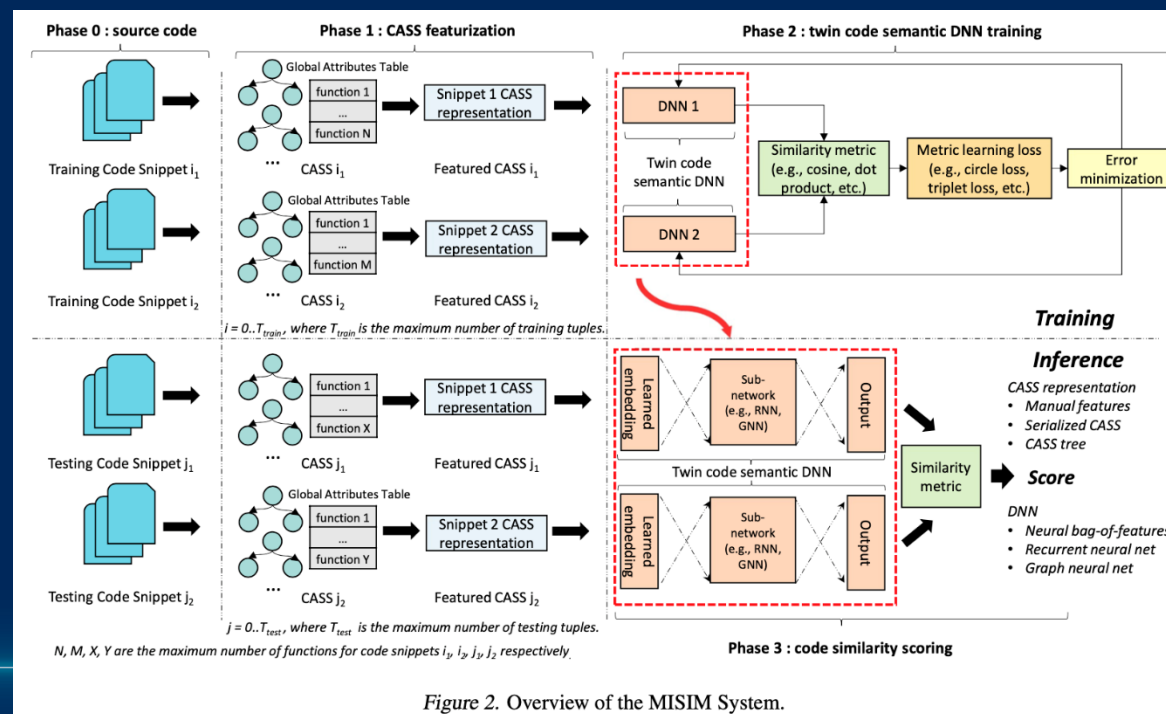 Phase 0 : source code
Phase 1 : CASS featurization
Phase 2 : twin code semantic DNN training
Training Code Snippet i₁
Global Attributes Table
function 1
...
function N
...
CASS i₁
Snippet 1 CASS
representation
Featured CASS i₁
Training Code Snippet i₂
Global Attributes Table
function 1
...
function M
...
CASS i₂
Snippet 2 CASS
representation
Featured CASS i₂
i = 0..Ttrain, where Ttrain is the maximum number of training tuples.
DNN 1
Twin code
semantic DNN
DNN 2
Similarity metric
(e.g., cosine, dot
product, etc.)
Metric learning loss
(e.g., circle loss,
triplet loss, etc.)
Error
minimization
Training
Inference
Testing Code Snippet j₁
function 1
...
function X
...
CASS j₁
Snippet 1 CASS
representation
Featured CASS j₁
Testing Code Snippet j₂
Global Attributes Table
function 1
...
function Y
...
CASS j₂
Snippet 2 CASS
representation
Featured CASS j₂
j = 0..Ttest, where Ttest is the maximum number of testing tuples.
N, M, X, Y are the maximum number of functions for code snippets i₁, i₂, j₁, j₂ respectively.
Learned
embedding
Sub-
network
(e.g., RNN,
GNN)
Output
Twin code semantic DNN
Learned
embedding
Sub-
network
(e.g., RNN,
GNN)
Output
Similarity
metric
CASS representation
• Manual features
• Serialized CASS
• CASS tree
Score
DNN
• Neural bag-of-features
• Recurrent neural net
• Graph neural net
Phase 3 : code similarity scoring
Figure 2. Overview of the MISIM System.